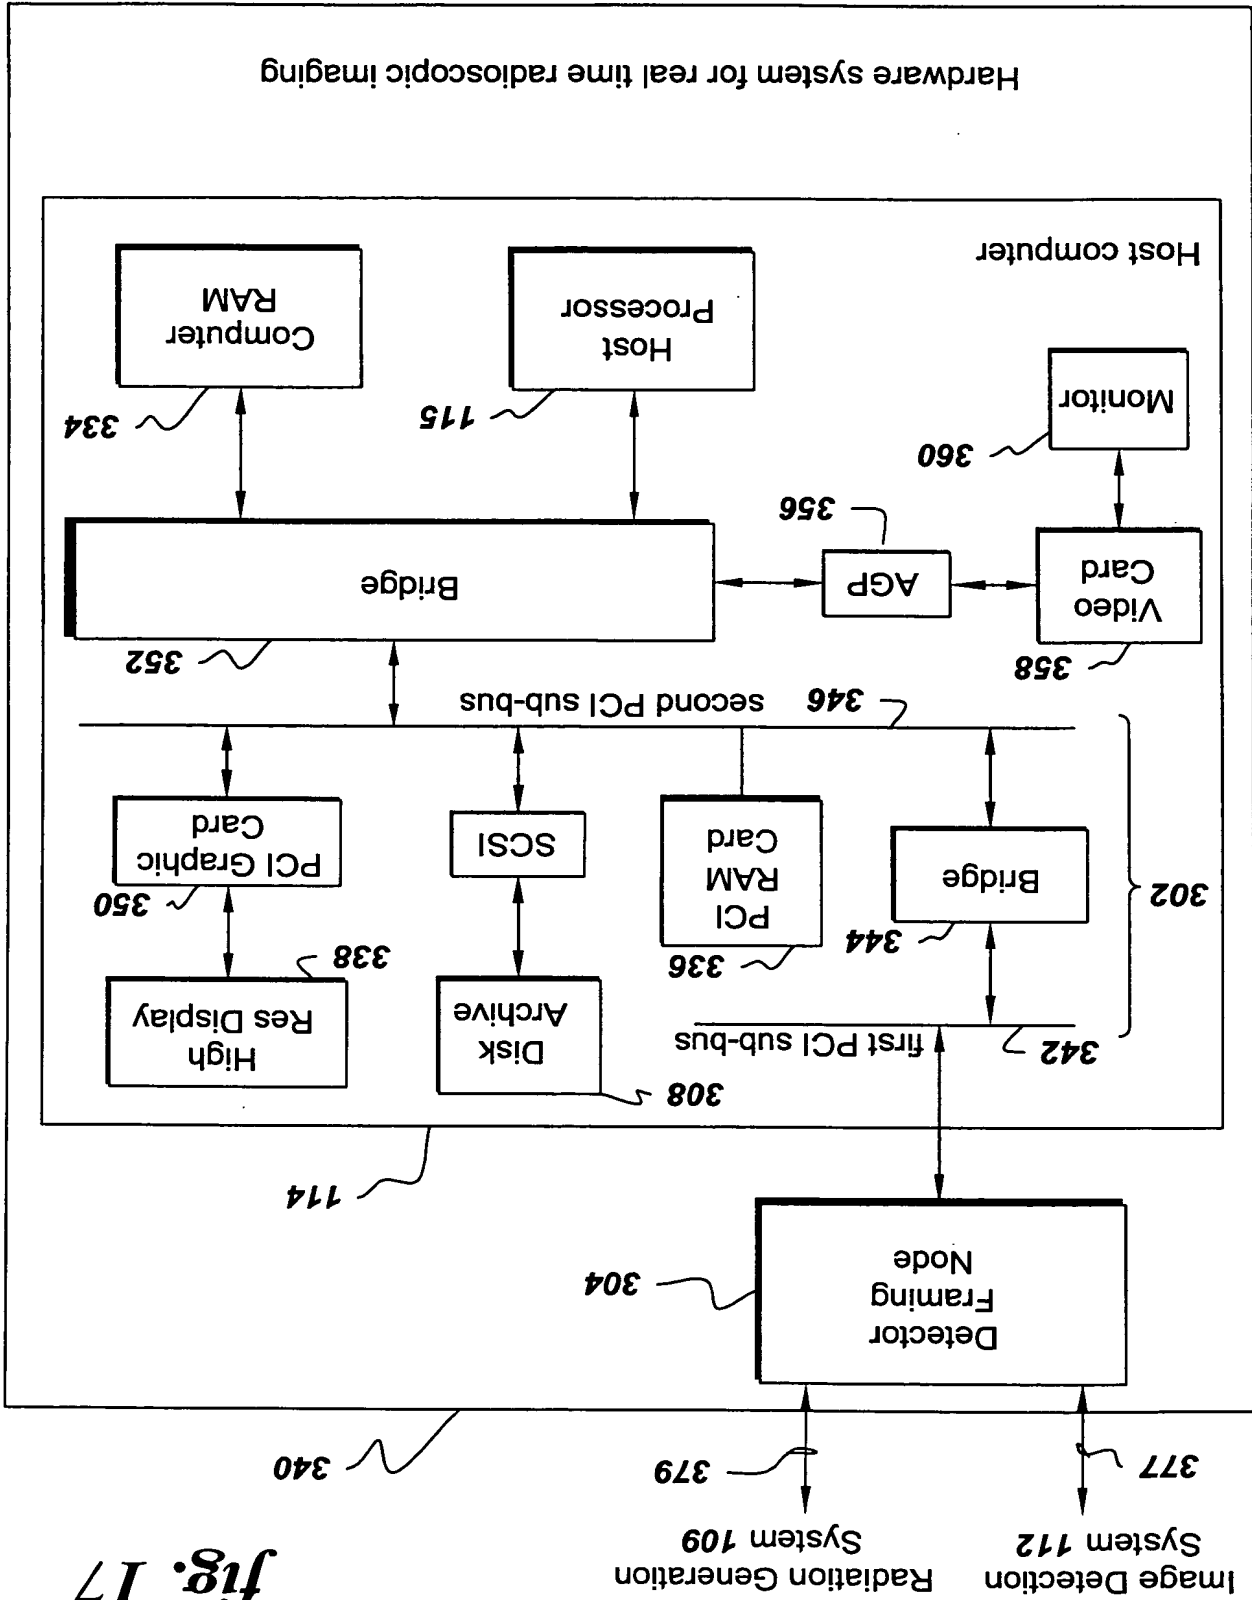 fig. 17
Image Detection
System 112
Radiation Generation
System 109
377
379
340
Detector
Framing
Node
304
114
342
first PCI sub-bus
308
Disk
Archive
High
Res Display
338
302
344
Bridge
336
PCI
RAM
Card
SCSI
350
PCI Graphic
Card
346
second PCI sub-bus
358
Video
Card
AGP
356
352
Bridge
360
Monitor
115
Host
Processor
334
Computer
RAM
Host computer
Hardware system for real time radioscopic imaging